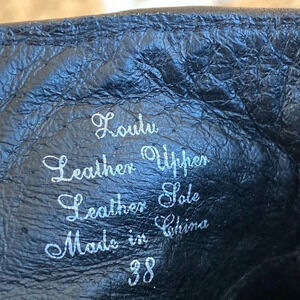 Loulu
Leather Upper
Leather Sole
Made in China
38